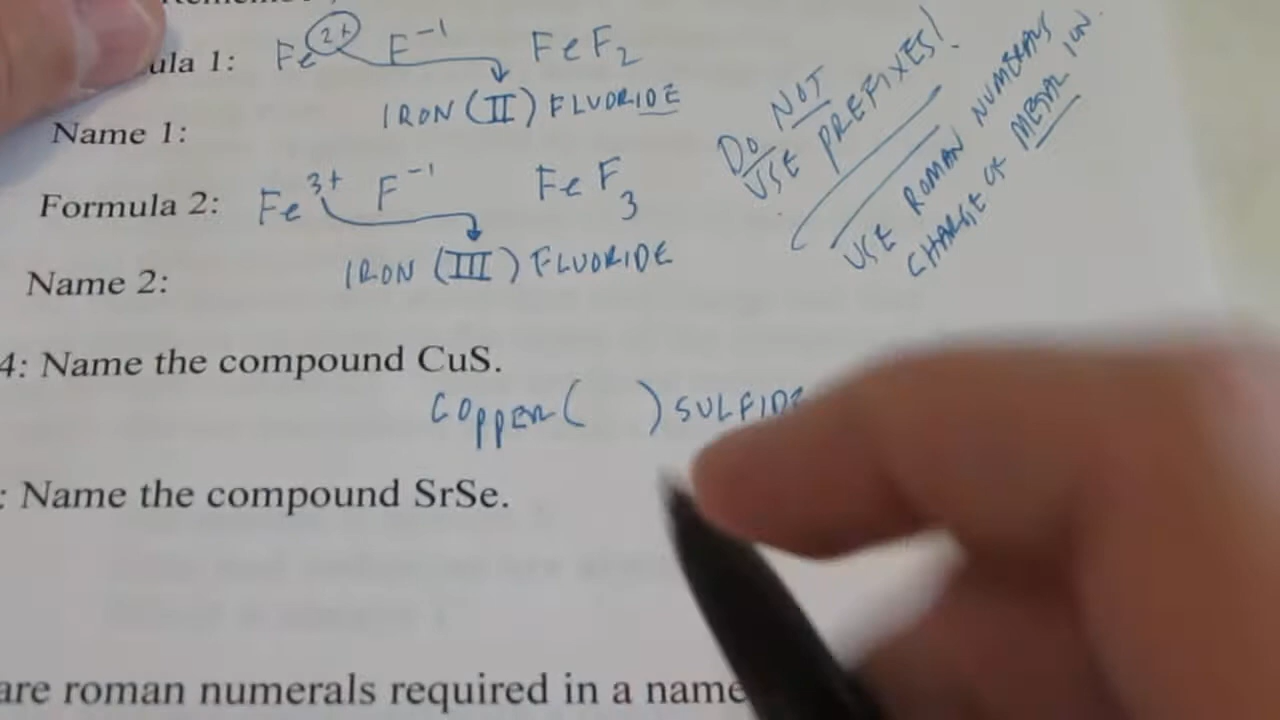 ula 1: Fe 2+ F -1 FeF2
IRON (II) FLUORIDE
Name 1:
Formula 2: Fe 3+ F -1 FeF3
IRON (III) FLUORIDE
Name 2:
DO NOT
USE PREFIXES!
USE ROMAN NUMERALS
CHARGE OF METAL ION.
4: Name the compound CuS.
COPPER ( ) SULFIDE
: Name the compound SrSe.
are roman numerals required in a name